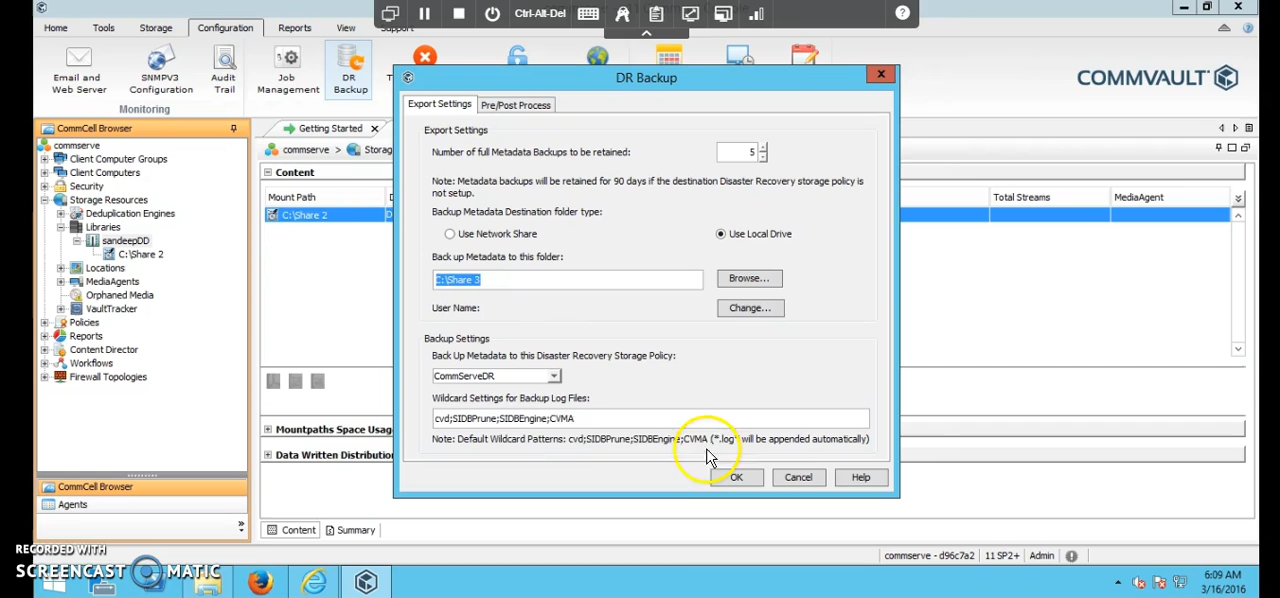 Ctrl-Alt-Del
Home Tools Storage Configuration Reports View Support
Email and Web Server
SNMPV3 Configuration
Audit Trail
Job Management
DR Backup
Monitoring
COMMVAULT
CommCell Browser
commserve
Client Computer Groups
Client Computers
Security
Storage Resources
Deduplication Engines
Libraries
sandeepDD
C:\Share 2
Locations
MediaAgents
Orphaned Media
VaultTracker
Policies
Reports
Content Director
Workflows
Firewall Topologies
CommCell Browser
Agents
Getting Started
commserve >
Content
Mount Path
Total Streams
MediaAgent
C:\Share 2
DR Backup
Export Settings Pre/Post Process
Export Settings
Number of full Metadata Backups to be retained: 5
Note: Metadata backups will be retained for 90 days if the destination Disaster Recovery storage policy is
not setup.
Backup Metadata Destination folder type:
Use Network Share Use Local Drive
Back up Metadata to this folder:
C:\Share 3 Browse...
User Name: Change...
Backup Settings
Back Up Metadata to this Disaster Recovery Storage Policy:
CommServeDR
Wildcard Settings for Backup Log Files:
cvd;SIDBPrune;SIDBEngine;CVMA
Note: Default Wildcard Patterns: cvd;SIDBPrune;SIDBEngine;CVMA (*.log* will be appended automatically)
OK Cancel Help
Content Summary
commserve - d96c7a2 11 SP2+ Admin
RECORDED WITH
SCREENCAST MATIC
6:09 AM
3/16/2016